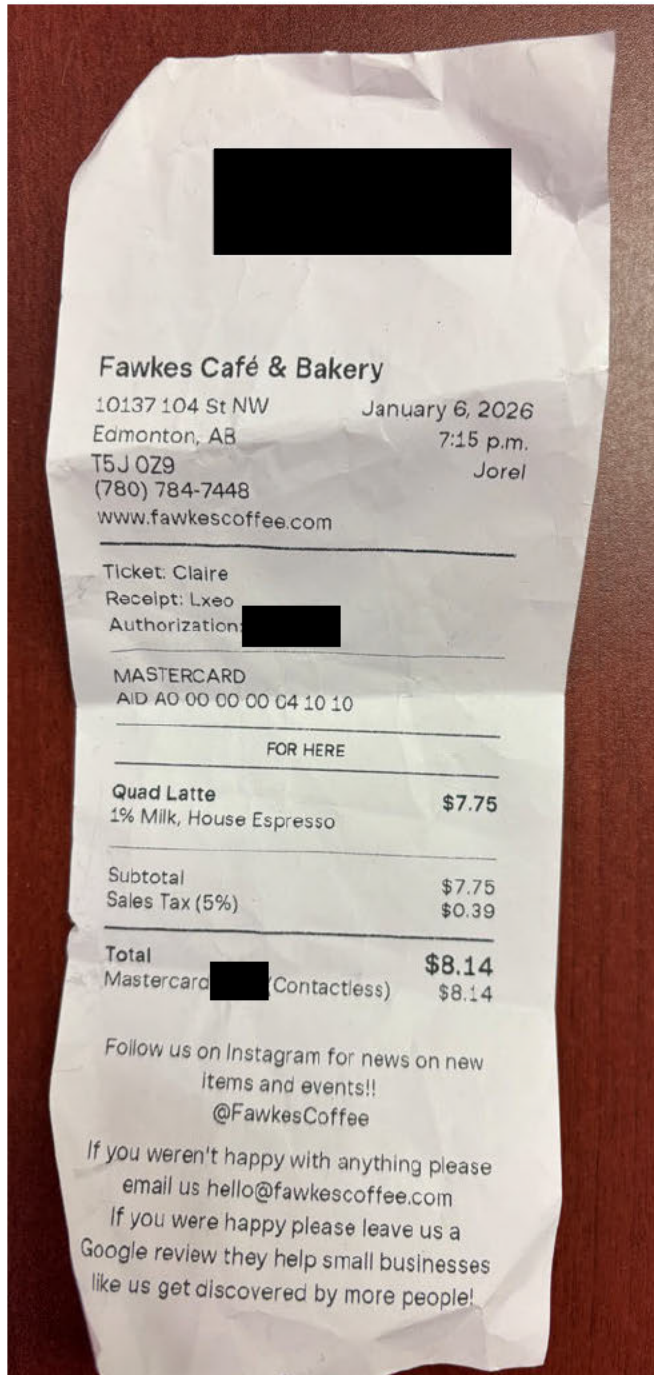 Fawkes Café & Bakery
10137 104 St NW
January 6, 2026
Edmonton, AB
7:15 p.m.
T5J 0Z9
Jorel
(780) 784-7448
www.fawkescoffee.com
Ticket: Claire
Receipt: Lxeo
Authorization:
MASTERCARD
AID A0 00 00 00 04 10 10
FOR HERE
Quad Latte $7.75
1% Milk, House Espresso
Subtotal $7.75
Sales Tax (5%) $0.39
Total $8.14
Mastercard (Contactless) $8.14
Follow us on Instagram for news on new
items and events!!
@FawkesCoffee
If you weren't happy with anything please
email us hello@fawkescoffee.com
If you were happy please leave us a
Google review they help small businesses
like us get discovered by more people!